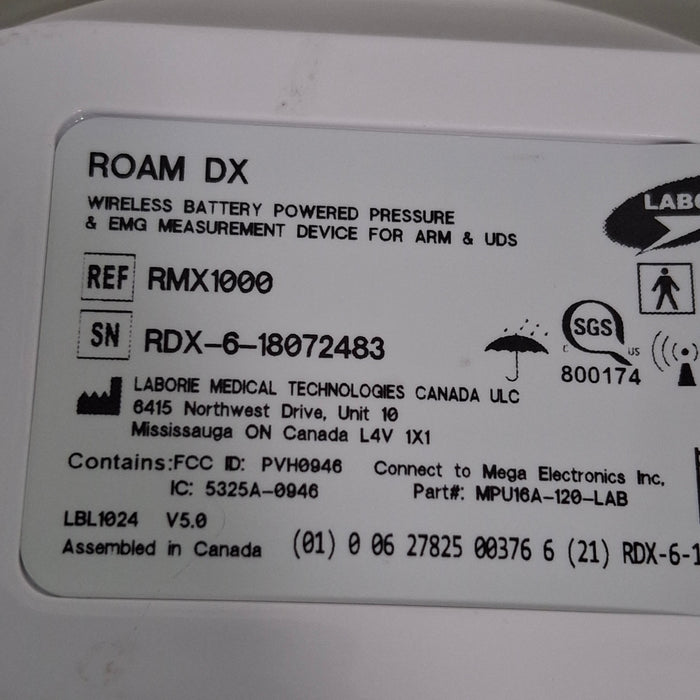 ROAM DX
WIRELESS BATTERY POWERED PRESSURE
& EMG MEASUREMENT DEVICE FOR ARM & UDS
LABO
REF RMX1000
SN RDX-6-18072483
SGS
C US
800174
LABORIE MEDICAL TECHNOLOGIES CANADA ULC
6415 Northwest Drive, Unit 10
Mississauga ON Canada L4V 1X1
Contains:FCC ID: PVH0946
IC: 5325A-0946
Connect to Mega Electronics Inc.
Part#: MPU16A-120-LAB
LBL1024 V5.0
Assembled in Canada
(01) 0 06 27825 00376 6 (21) RDX-6-1